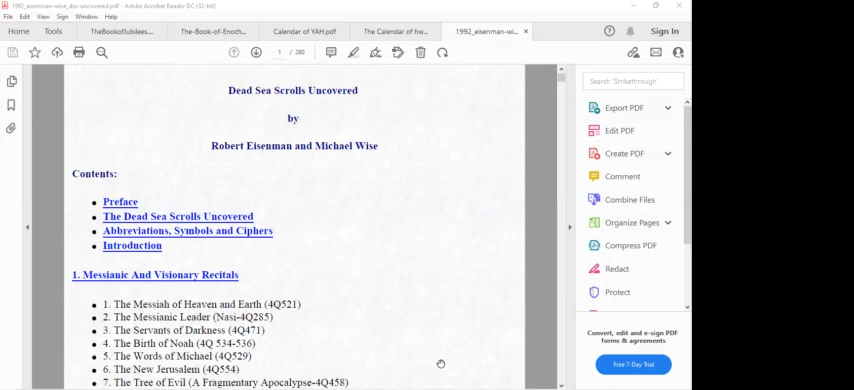 1992_eisenman-wise_dss-uncovered.pdf - Adobe Acrobat Reader DC (32-bit)
File Edit View Sign Window Help
Home Tools TheBookofJubilees.... The-Book-of-Enoch... Calendar of YAH.pdf The Calendar of hw... 1992_eisenman-wi... × Sign In
1 / 280
Dead Sea Scrolls Uncovered
by
Robert Eisenman and Michael Wise
Contents:
Preface
The Dead Sea Scrolls Uncovered
Abbreviations, Symbols and Ciphers
Introduction
1. Messianic And Visionary Recitals
1. The Messiah of Heaven and Earth (4Q521)
2. The Messianic Leader (Nasi-4Q285)
3. The Servants of Darkness (4Q471)
4. The Birth of Noah (4Q 534-536)
5. The Words of Michael (4Q529)
6. The New Jerusalem (4Q554)
7. The Tree of Evil (A Fragmentary Apocalypse-4Q458)
Search 'Strikethrough'
Export PDF
Edit PDF
Create PDF
Comment
Combine Files
Organize Pages
Compress PDF
Redact
Protect
Convert, edit and e-sign PDF
forms & agreements
Free 7-Day Trial